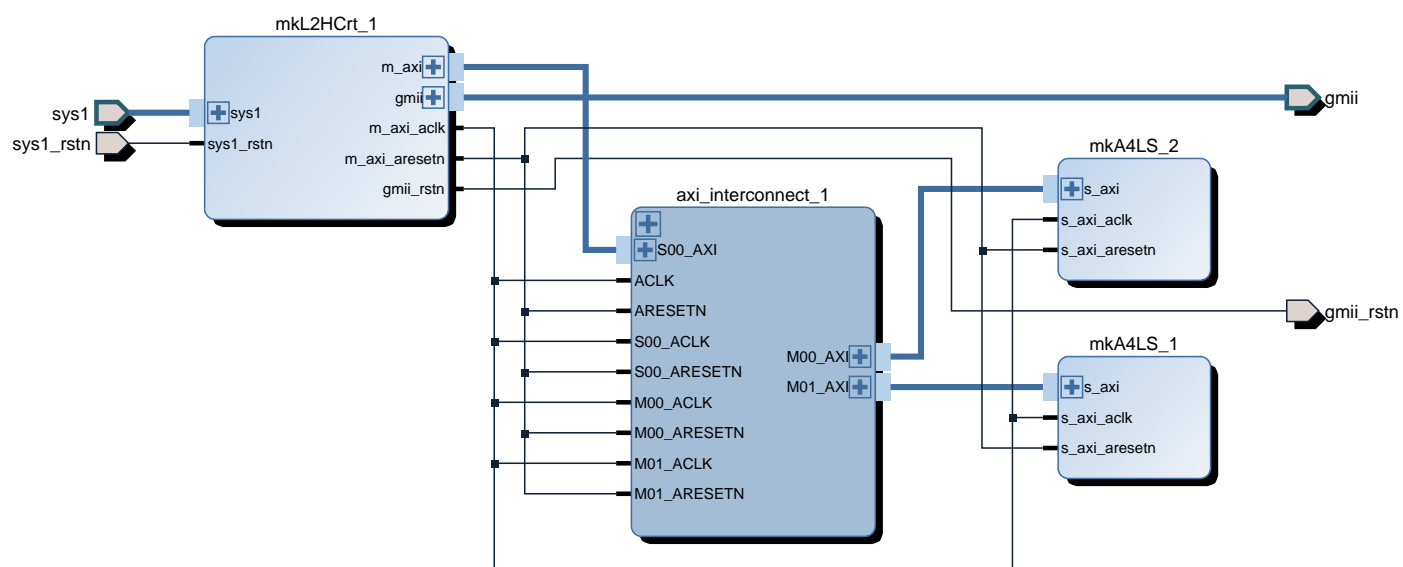 mkL2HCrt_1
m_axi
gmii
sys1
sys1
gmii
m_axi_aclk
sys1_rstn
sys1_rstn
m_axi_aresetn
mkA4LS_2
gmii_rstn
s_axi
axi_interconnect_1
s_axi_aclk
S00_AXI
s_axi_aresetn
ACLK
ARESETN
gmii_rstn
S00_ACLK
mkA4LS_1
M00_AXI
S00_ARESETN
M01_AXI
s_axi
M00_ACLK
s_axi_aclk
M00_ARESETN
s_axi_aresetn
M01_ACLK
M01_ARESETN